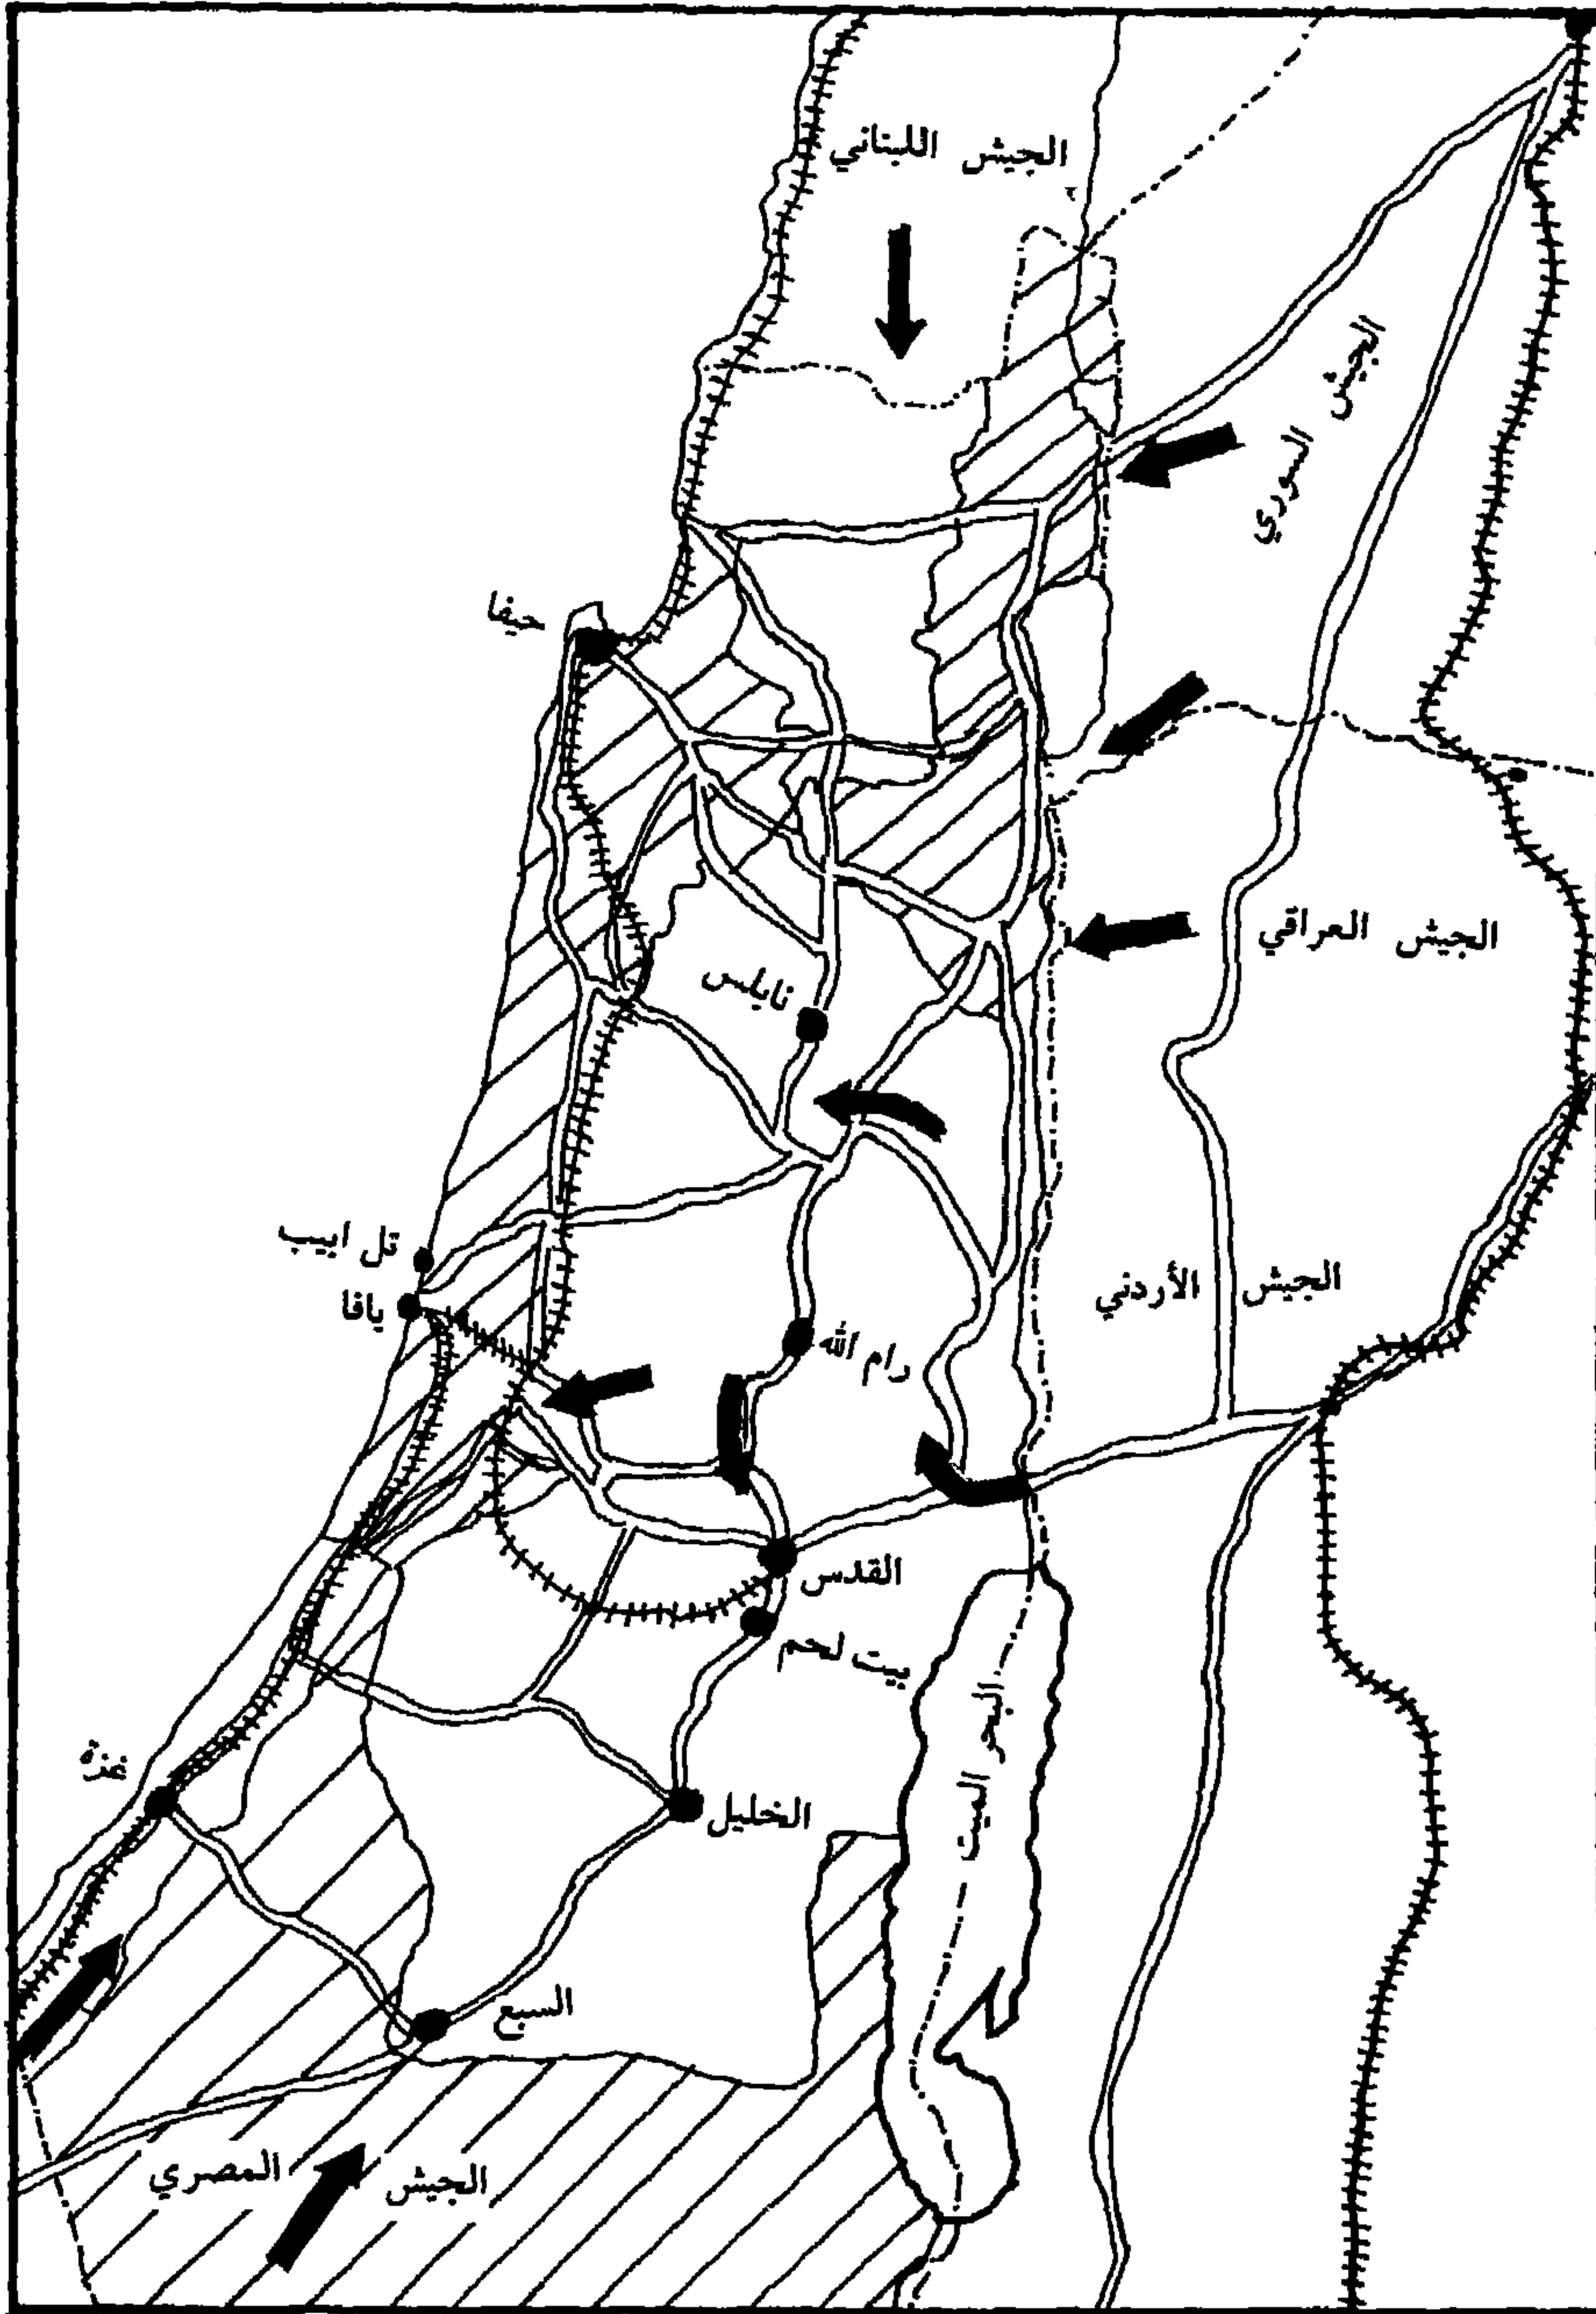 الجيش اللبناني
الجيش السوري
حيفا
الجيش العراقي
نابلس
تل ابيب
يافا
الجيش الأردني
رام الله
القدس
بيت لحم
البحر الميت
غزة
الخليل
السبع
الجيش المصري